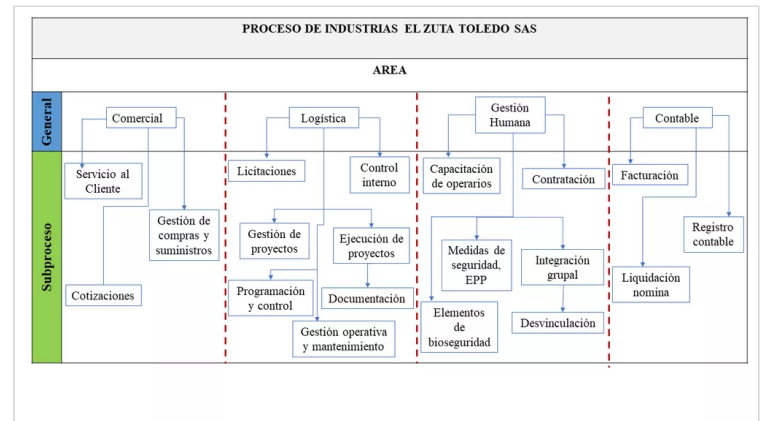 PROCESO DE INDUSTRIAS EL ZUTA TOLEDO SAS
AREA
General
Comercial
Logística
Gestión
Humana
Contable
Subproceso
Servicio al
Cliente
Gestión de
compras y
suministros
Cotizaciones
Licitaciones
Control
interno
Gestión de
proyectos
Ejecución de
proyectos
Programación
y control
Documentación
Gestión operativa
y mantenimiento
Capacitación
de operarios
Contratación
Medidas de
seguridad,
EPP
Integración
grupal
Elementos
de
bioseguridad
Desvinculación
Facturación
Registro
contable
Liquidación
nomina